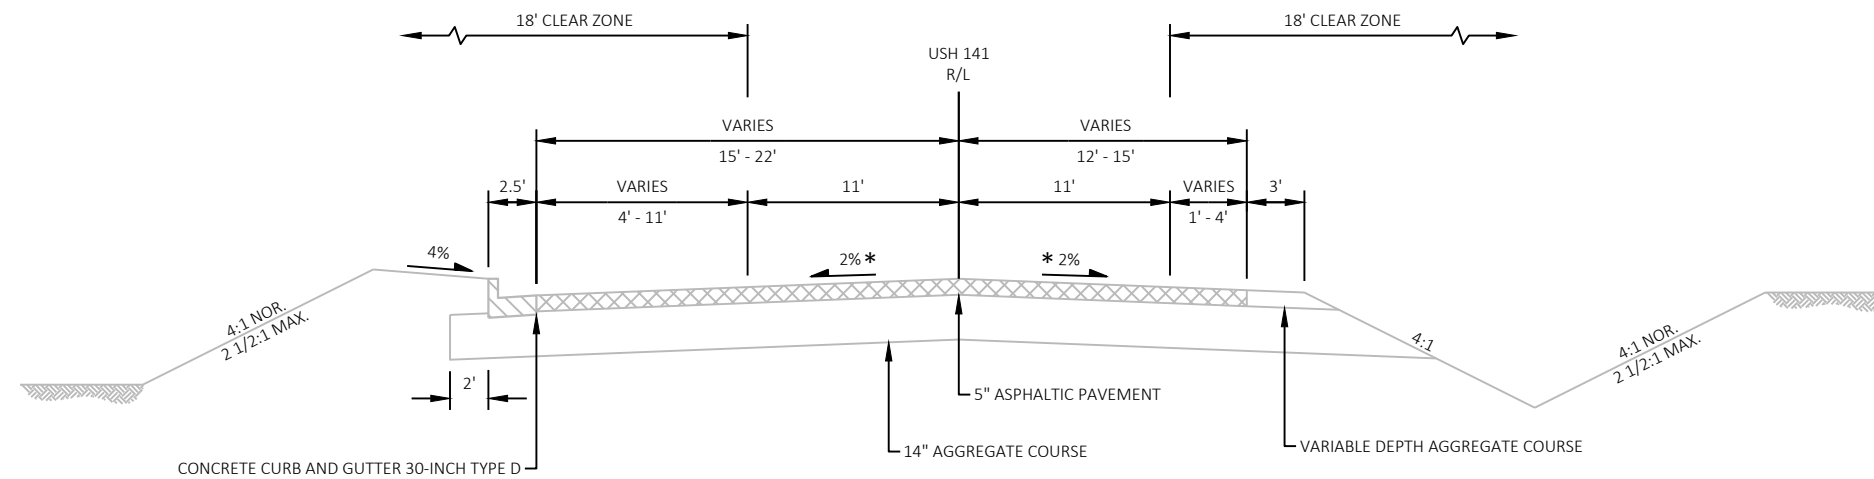 18' CLEAR ZONE
18' CLEAR ZONE
USH 141
R/L
VARIES
VARIES
15' - 22'
12' - 15'
2.5'
VARIES
11'
11'
VARIES
3'
4' - 11'
1' - 4'
4%
2% *
* 2%
4:1 NOR.
2 1/2:1 MAX.
4:1
4:1 NOR.
2 1/2:1 MAX.
2'
5" ASPHALTIC PAVEMENT
14" AGGREGATE COURSE
VARIABLE DEPTH AGGREGATE COURSE
CONCRETE CURB AND GUTTER 30-INCH TYPE D